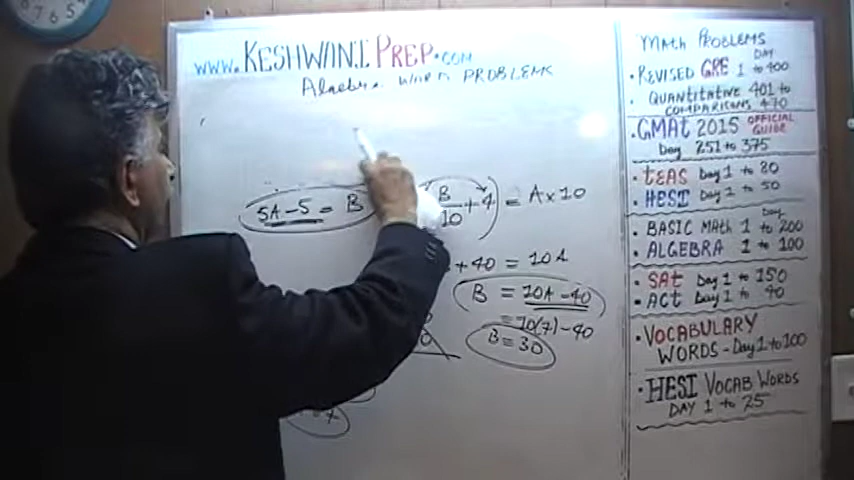 www.KESHWANI PREP.COM
Algebra WORD PROBLEMS
5A - 5 = B
B/10 + 4) = A x 10
+ 40 = 10A
B = 10A - 40
= 10(7) - 40
B = 30
MATH PROBLEMS
DAY
• REVISED GRE 1 to 400
• QUANTITATIVE 401 to
COMPARISONS 470
• GMAT 2015 OFFICIAL GUIDE
Day 251 to 375
• TEAS Day 1 to 80
• HESI Day 1 to 50
Day
• BASIC MATH 1 to 200
• ALGEBRA 1 to 100
• SAT Day 1 to 150
• ACT Day 1 to 90
• VOCABULARY
WORDS - Day 1 to 100
• HESI VOCAB WORDS
DAY 1 to 25